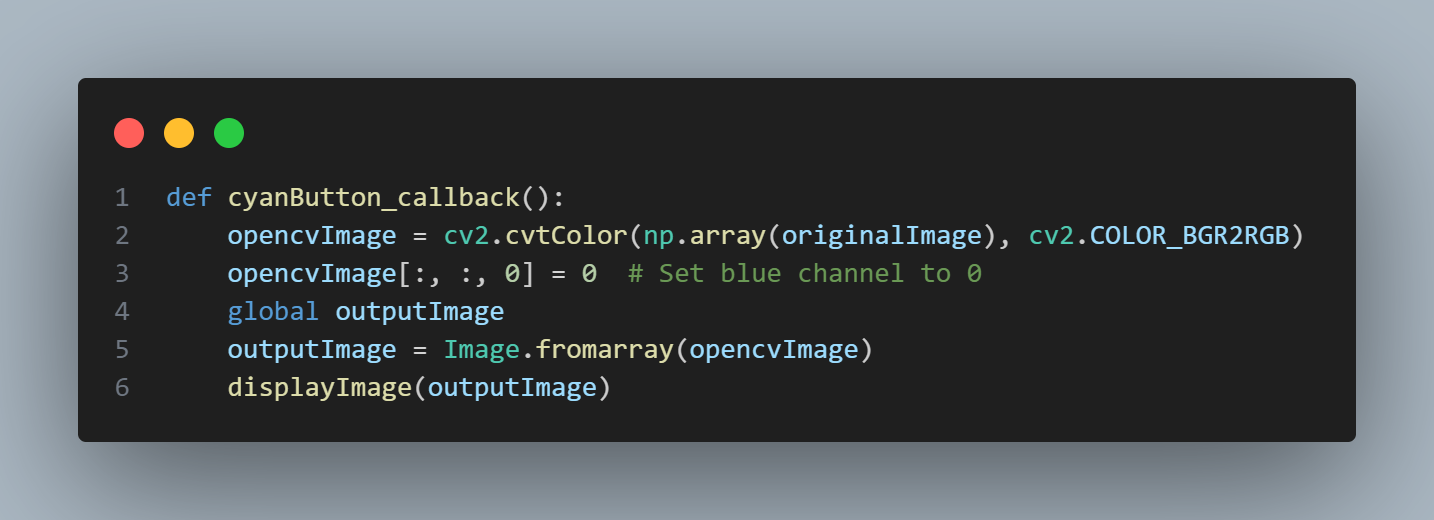 1 def cyanButton_callback():
2     opencvImage = cv2.cvtColor(np.array(originalImage), cv2.COLOR_BGR2RGB)
3     opencvImage[:, :, 0] = 0  # Set blue channel to 0
4     global outputImage
5     outputImage = Image.fromarray(opencvImage)
6     displayImage(outputImage)